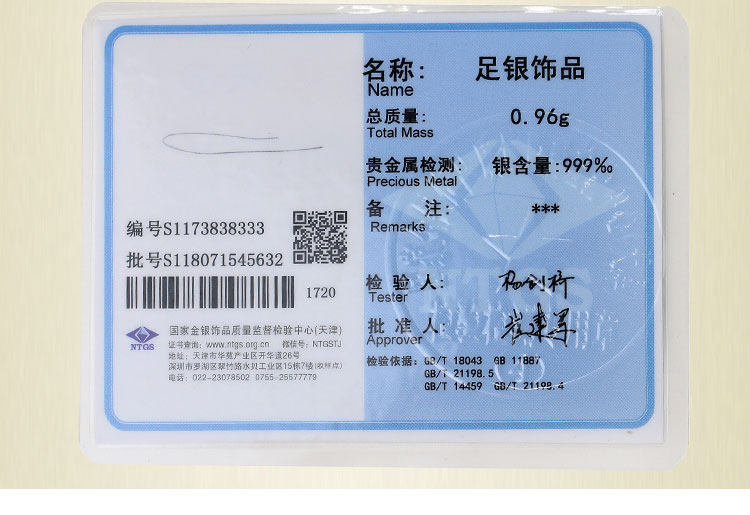 编号S1173838333
批号S118071545632
1720
NTGS
国家金银饰品质量监督检验中心(天津)
证书查询: www.ntgs.org.cn 微信号: NTGSTJ
地址: 天津市华苑产业区开华道26号
深圳市罗湖区翠竹路水贝工业区15栋7楼(收样点)
电话: 022-23078502 0755-25577779
名称: 足银饰品
Name
总质量: 0.96g
Total Mass
贵金属检测: 银含量:999‰
Precious Metal
备 注: ***
Remarks
检 验 人:
Tester
批 准 人:
Approver
检验依据: GB/T 18043 GB 11887
GB/T 21198.5
GB/T 14459 GB/T 21198.4
NTGS